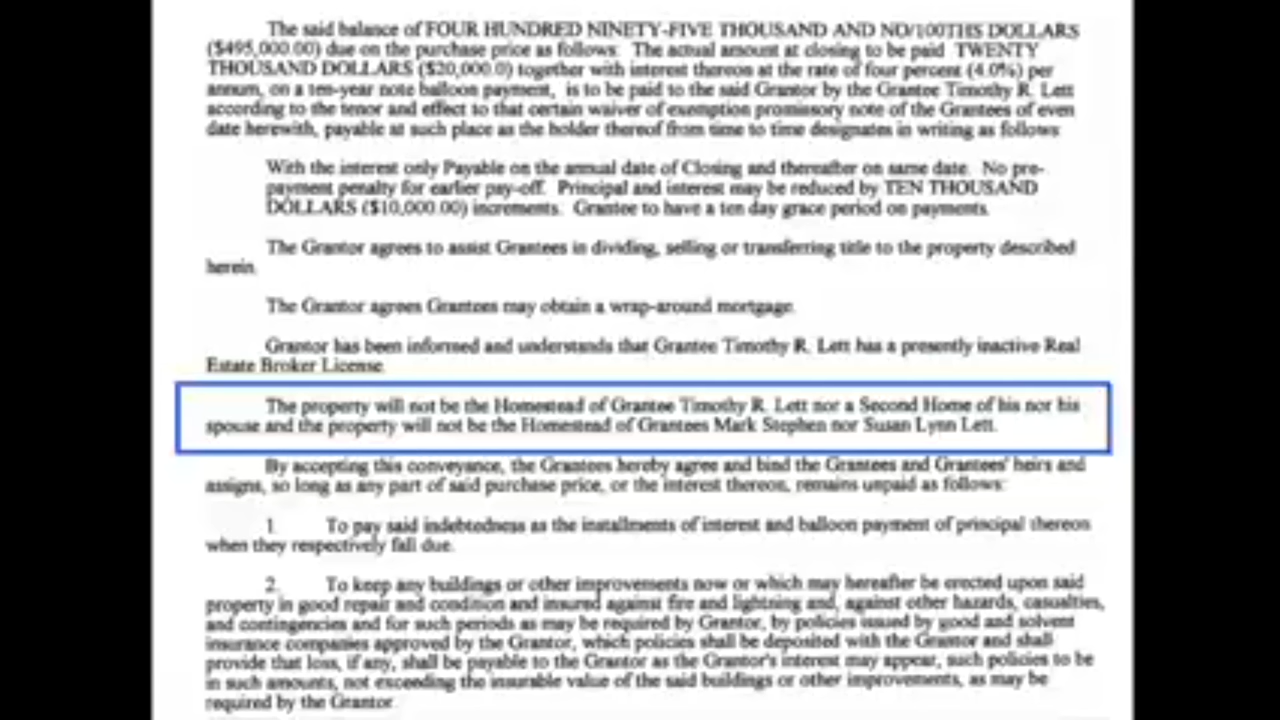 The said balance of FOUR HUNDRED NINETY-FIVE THOUSAND AND NO/100THS DOLLARS
($495,000.00) due on the purchase price as follows: The actual amount at closing to be paid TWENTY
THOUSAND DOLLARS ($20,000.0) together with interest thereon at the rate of four percent (4.0%) per
annum, on a ten-year note balloon payment, is to be paid to the said Grantor by the Grantee Timothy R. Lett
according to the tenor and effect to that certain waiver of exemption promissory note of the Grantees of even
date herewith, payable at such place as the holder thereof from time to time designates in writing as follows:
With the interest only Payable on the annual date of Closing and thereafter on same date. No pre-
payment penalty for earlier pay-off. Principal and interest may be reduced by TEN THOUSAND
DOLLARS ($10,000.00) increments. Grantee to have a ten day grace period on payments.
The Grantor agrees to assist Grantees in dividing, selling or transferring title to the property described
herein.
The Grantor agrees Grantees may obtain a wrap-around mortgage.
Grantor has been informed and understands that Grantee Timothy R. Lett has a presently inactive Real
Estate Broker License.
The property will not be the Homestead of Grantee Timothy R. Lett nor a Second Home of his nor his
spouse and the property will not be the Homestead of Grantees Mark Stephen nor Susan Lynn Lett.
By accepting this conveyance, the Grantees hereby agree and bind the Grantees and Grantees' heirs and
assigns, so long as any part of said purchase price, or the interest thereon, remains unpaid as follows:
1. To pay said indebtedness as the installments of interest and balloon payment of principal thereon
when they respectively fall due.
2. To keep any buildings or other improvements now or which may hereafter be erected upon said
property in good repair and condition and insured against fire and lightning and, against other hazards, casualties,
and contingencies and for such periods as may be required by Grantor, by policies issued by good and solvent
insurance companies approved by the Grantor, which policies shall be deposited with the Grantor and shall
provide that loss, if any, shall be payable to the Grantor as the Grantor's interest may appear, such policies to be
in such amounts, not exceeding the insurable value of the said buildings or other improvements, as may be
required by the Grantor.